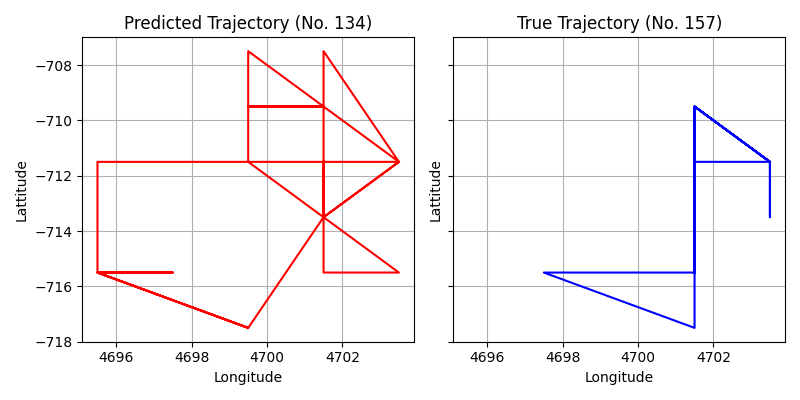 Predicted Trajectory (No. 134)
True Trajectory (No. 157)
Lattitude
−708
−710
−712
−714
−716
−718
4696 4698 4700 4702
Longitude
Lattitude
4696 4698 4700 4702
Longitude